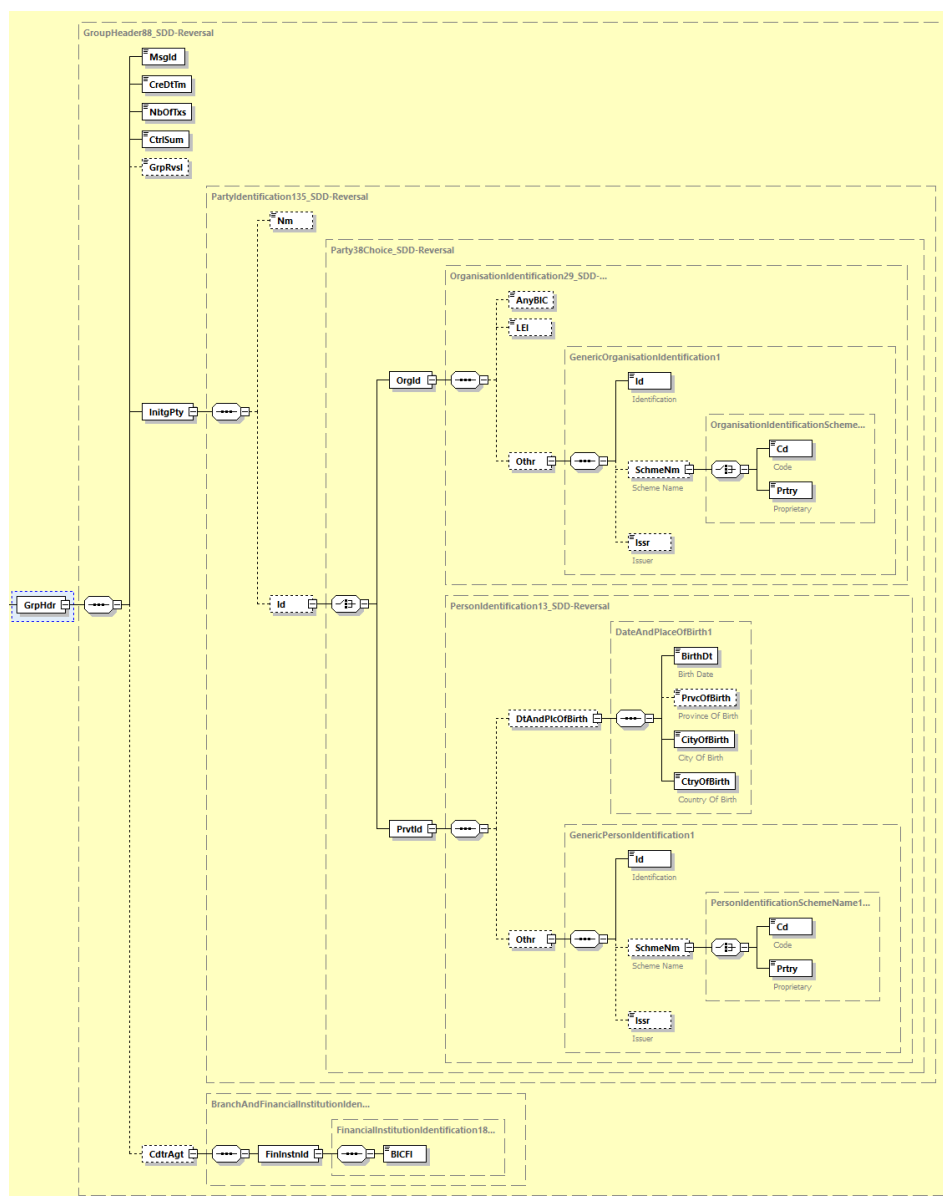 GroupHeader88_SDD-Reversal
MsgId
CreDtTm
NbOfTxs
CtrlSum
GrpRvsl
PartyIdentification135_SDD-Reversal
Nm
Party38Choice_SDD-Reversal
OrganisationIdentification29_SDD-...
AnyBIC
LEI
GenericOrganisationIdentification1
OrgId
Id
Identification
InitgPty
OrganisationIdentificationScheme...
Cd
Code
Othr
SchmeNm
Scheme Name
Prtry
Proprietary
Issr
Issuer
GrpHdr
Id
PersonIdentification13_SDD-Reversal
DateAndPlaceOfBirth1
BirthDt
Birth Date
PrvcOfBirth
Province Of Birth
DtAndPlcOfBirth
CityOfBirth
City Of Birth
CtryOfBirth
Country Of Birth
PrvtId
GenericPersonIdentification1
Id
Identification
PersonIdentificationSchemeName1...
Cd
Code
Othr
SchmeNm
Scheme Name
Prtry
Proprietary
Issr
Issuer
BranchAndFinancialInstitutionIden...
FinancialInstitutionIdentification18...
CdtrAgt
FinInstnId
BICFI